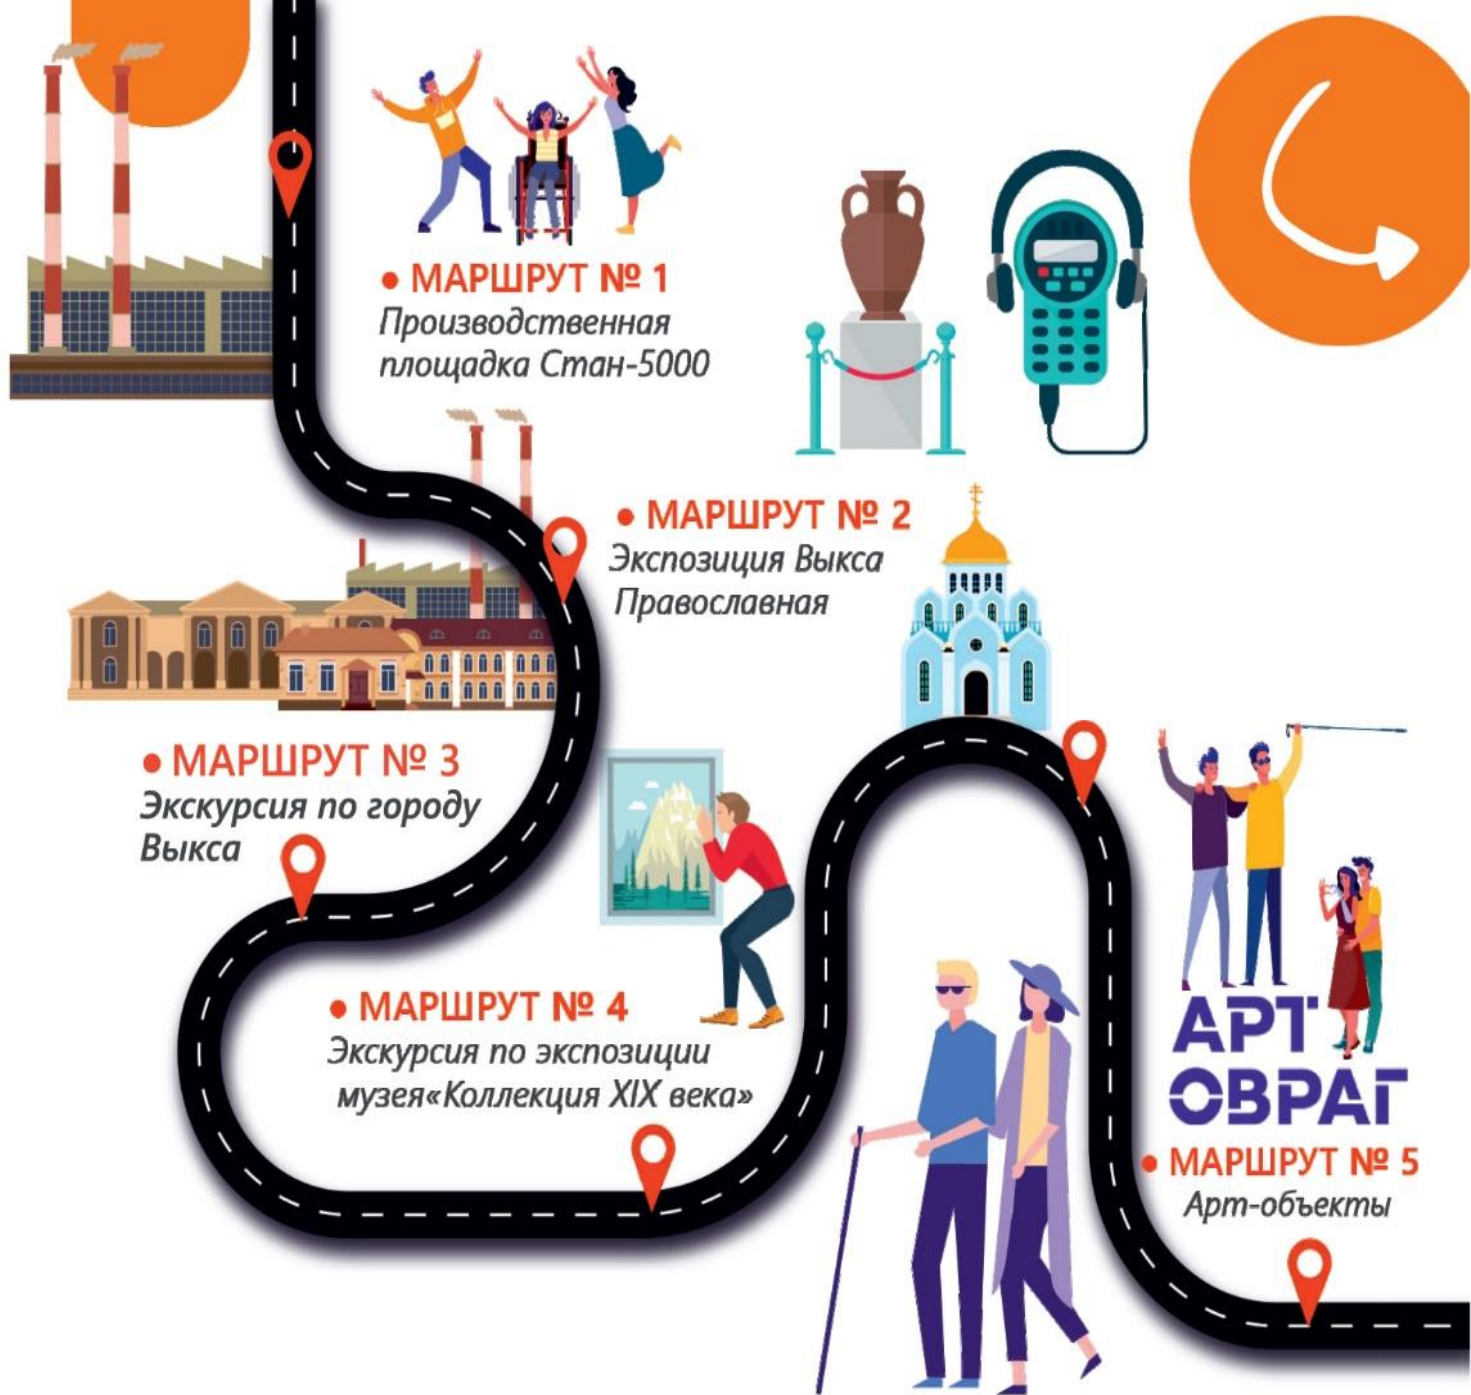 • МАРШРУТ № 1
Производственная
площадка Стан-5000
• МАРШРУТ № 2
Экспозиция Выкса
Православная
• МАРШРУТ № 3
Экскурсия по городу
Выкса
• МАРШРУТ № 4
Экскурсия по экспозиции
музея«Коллекция XIX века»
АРТ
ОВРАГ
• МАРШРУТ № 5
Арт-объекты